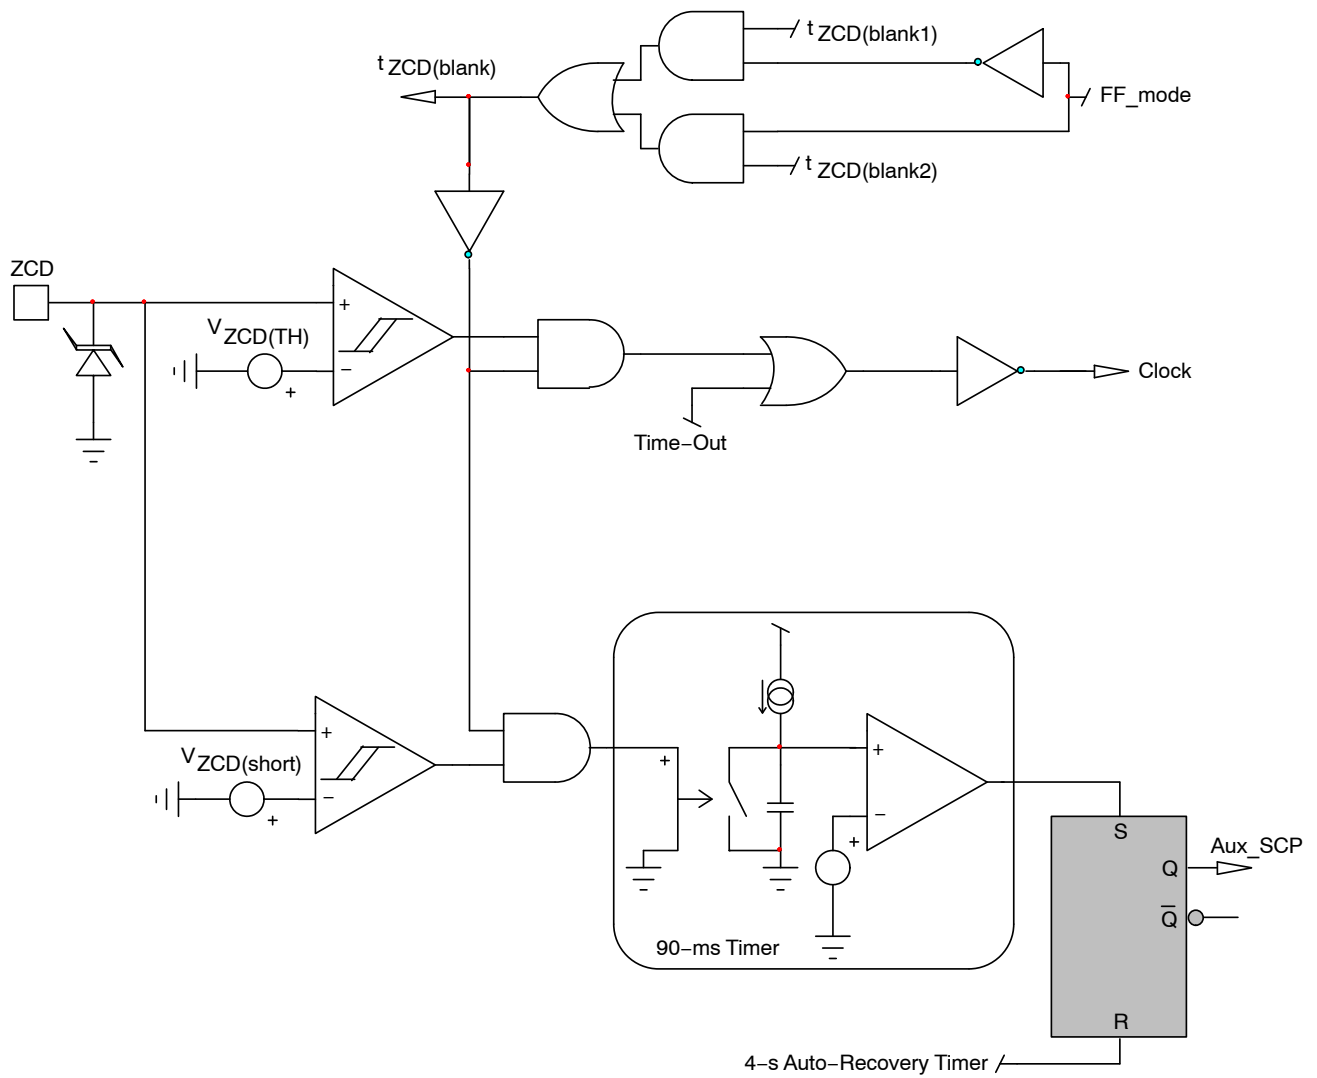 t ZCD(blank1)
t ZCD(blank)
FF_mode
t ZCD(blank2)
ZCD
+
V ZCD(TH)
−
+
Clock
Time−Out
+
V ZCD(short)
−
+
+
+
−
+
S
Aux_SCP
Q
Q̅
90−ms Timer
R
4−s Auto−Recovery Timer